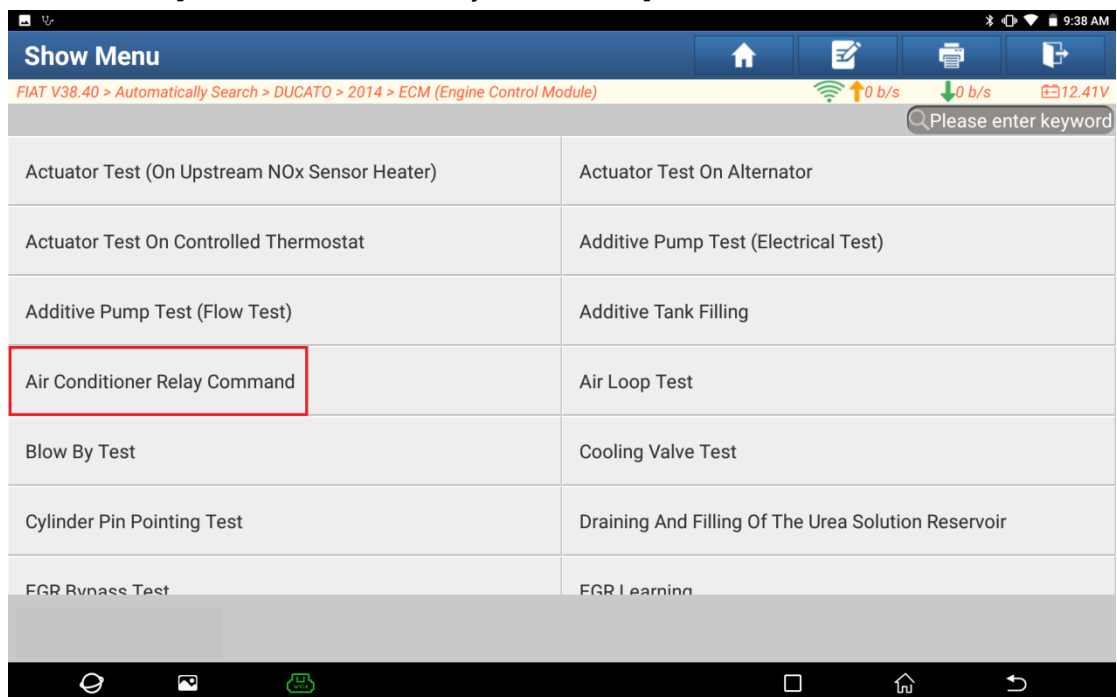 9:38 AM
Show Menu
FIAT V38.40 > Automatically Search > DUCATO > 2014 > ECM (Engine Control Module)
0 b/s
0 b/s
12.41V
Please enter keyword
Actuator Test (On Upstream NOx Sensor Heater)
Actuator Test On Alternator
Actuator Test On Controlled Thermostat
Additive Pump Test (Electrical Test)
Additive Pump Test (Flow Test)
Additive Tank Filling
Air Conditioner Relay Command
Air Loop Test
Blow By Test
Cooling Valve Test
Cylinder Pin Pointing Test
Draining And Filling Of The Urea Solution Reservoir
EGR Bypass Test
EGR Learning
VCI